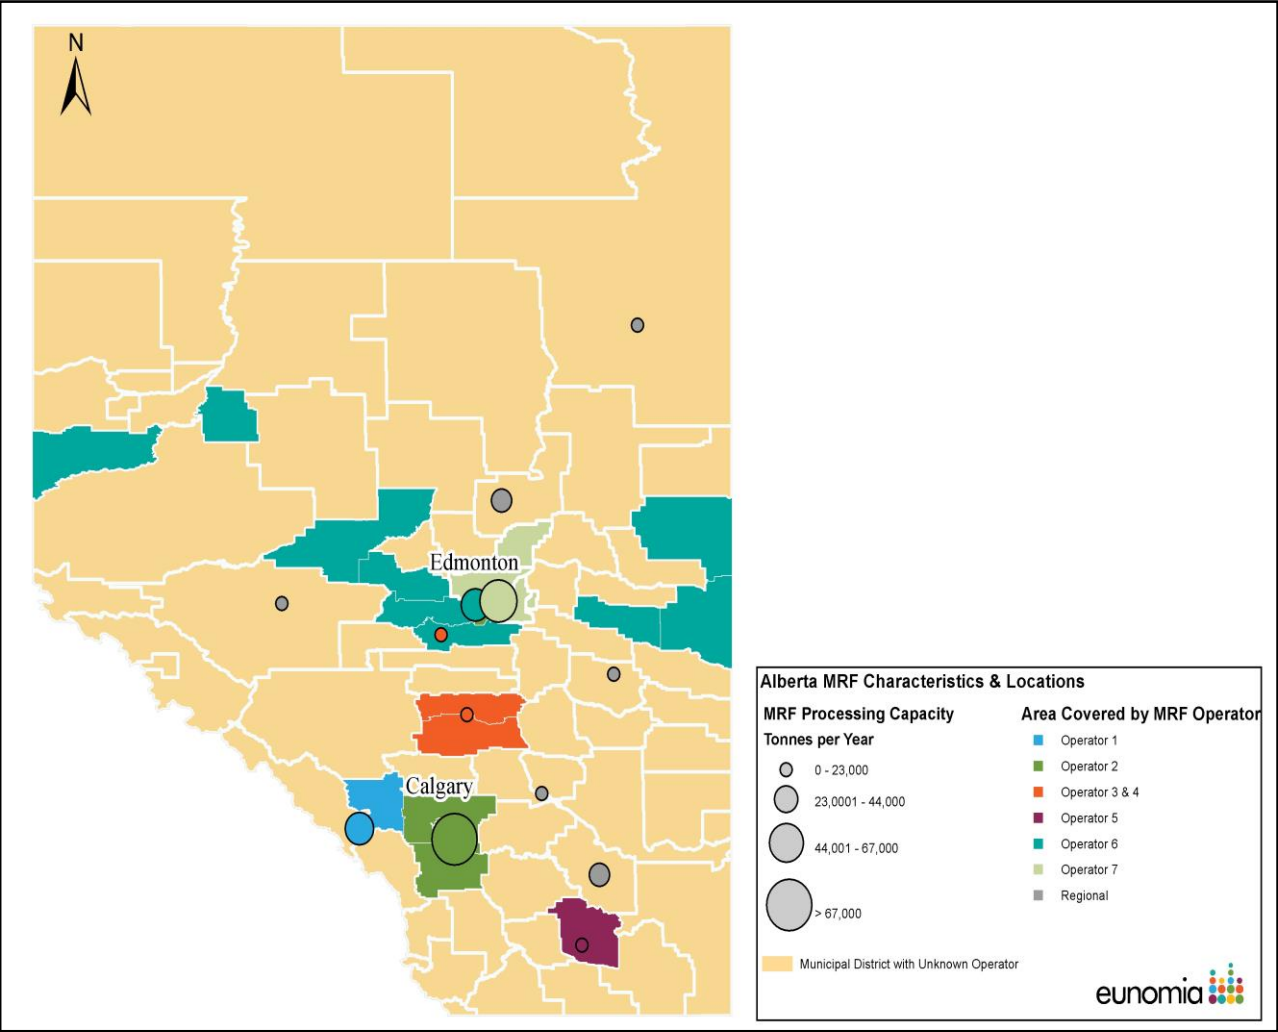 N
Edmonton
Calgary
Alberta MRF Characteristics & Locations
MRF Processing Capacity
Tonnes per Year
0 - 23,000
23,0001 - 44,000
44,001 - 67,000
> 67,000
Area Covered by MRF Operator
Operator 1
Operator 2
Operator 3 & 4
Operator 5
Operator 6
Operator 7
Regional
Municipal District with Unknown Operator
eunomia